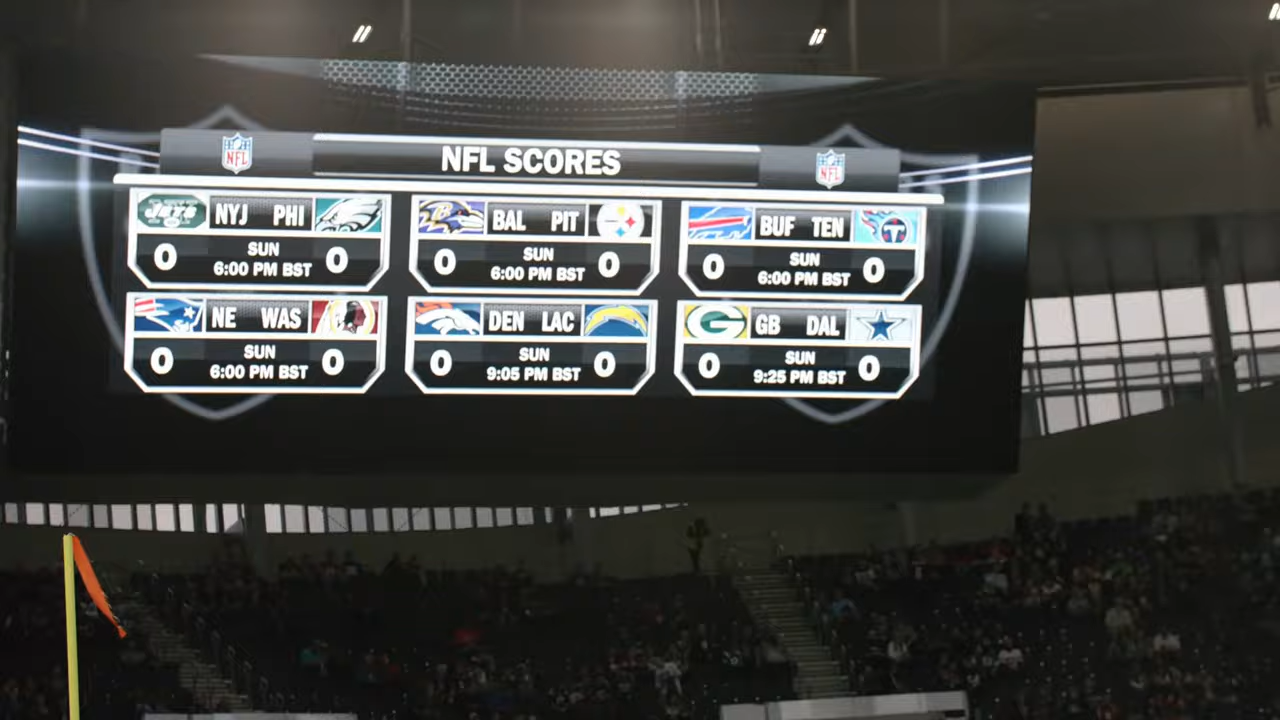 NFL NFL SCORES NFL
JETS NYJ PHI BAL PIT BUF TEN
0 SUN 0 0 SUN 0 0 SUN 0
6:00 PM BST 6:00 PM BST 6:00 PM BST
NE WAS DEN LAC G GB DAL
0 SUN 0 0 SUN 0 0 SUN 0
6:00 PM BST 9:05 PM BST 9:25 PM BST